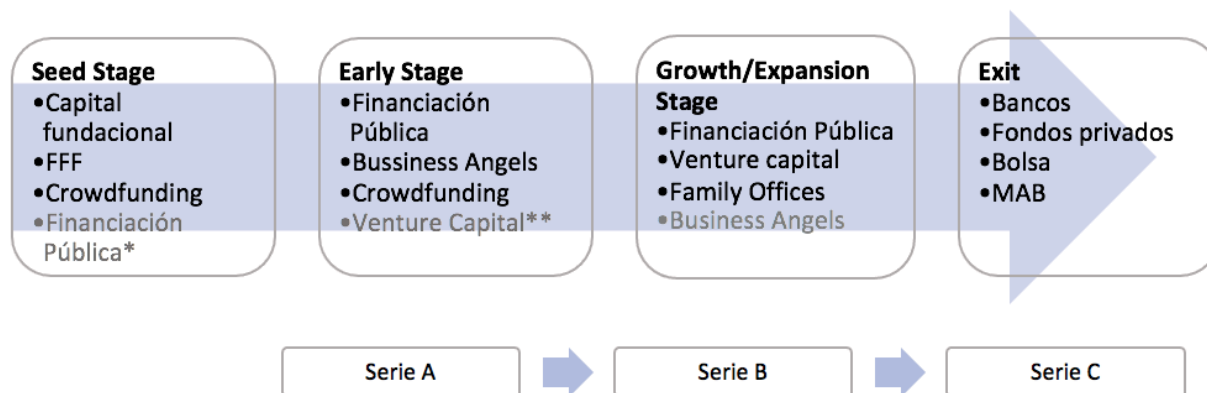 Seed Stage
•Capital
fundacional
•FFF
•Crowdfunding
•Financiación
Pública*
Early Stage
•Financiación
Pública
•Bussiness Angels
•Crowdfunding
•Venture Capital**
Growth/Expansion
Stage
•Financiación Pública
•Venture capital
•Family Offices
•Business Angels
Exit
•Bancos
•Fondos privados
•Bolsa
•MAB
Serie A
Serie B
Serie C